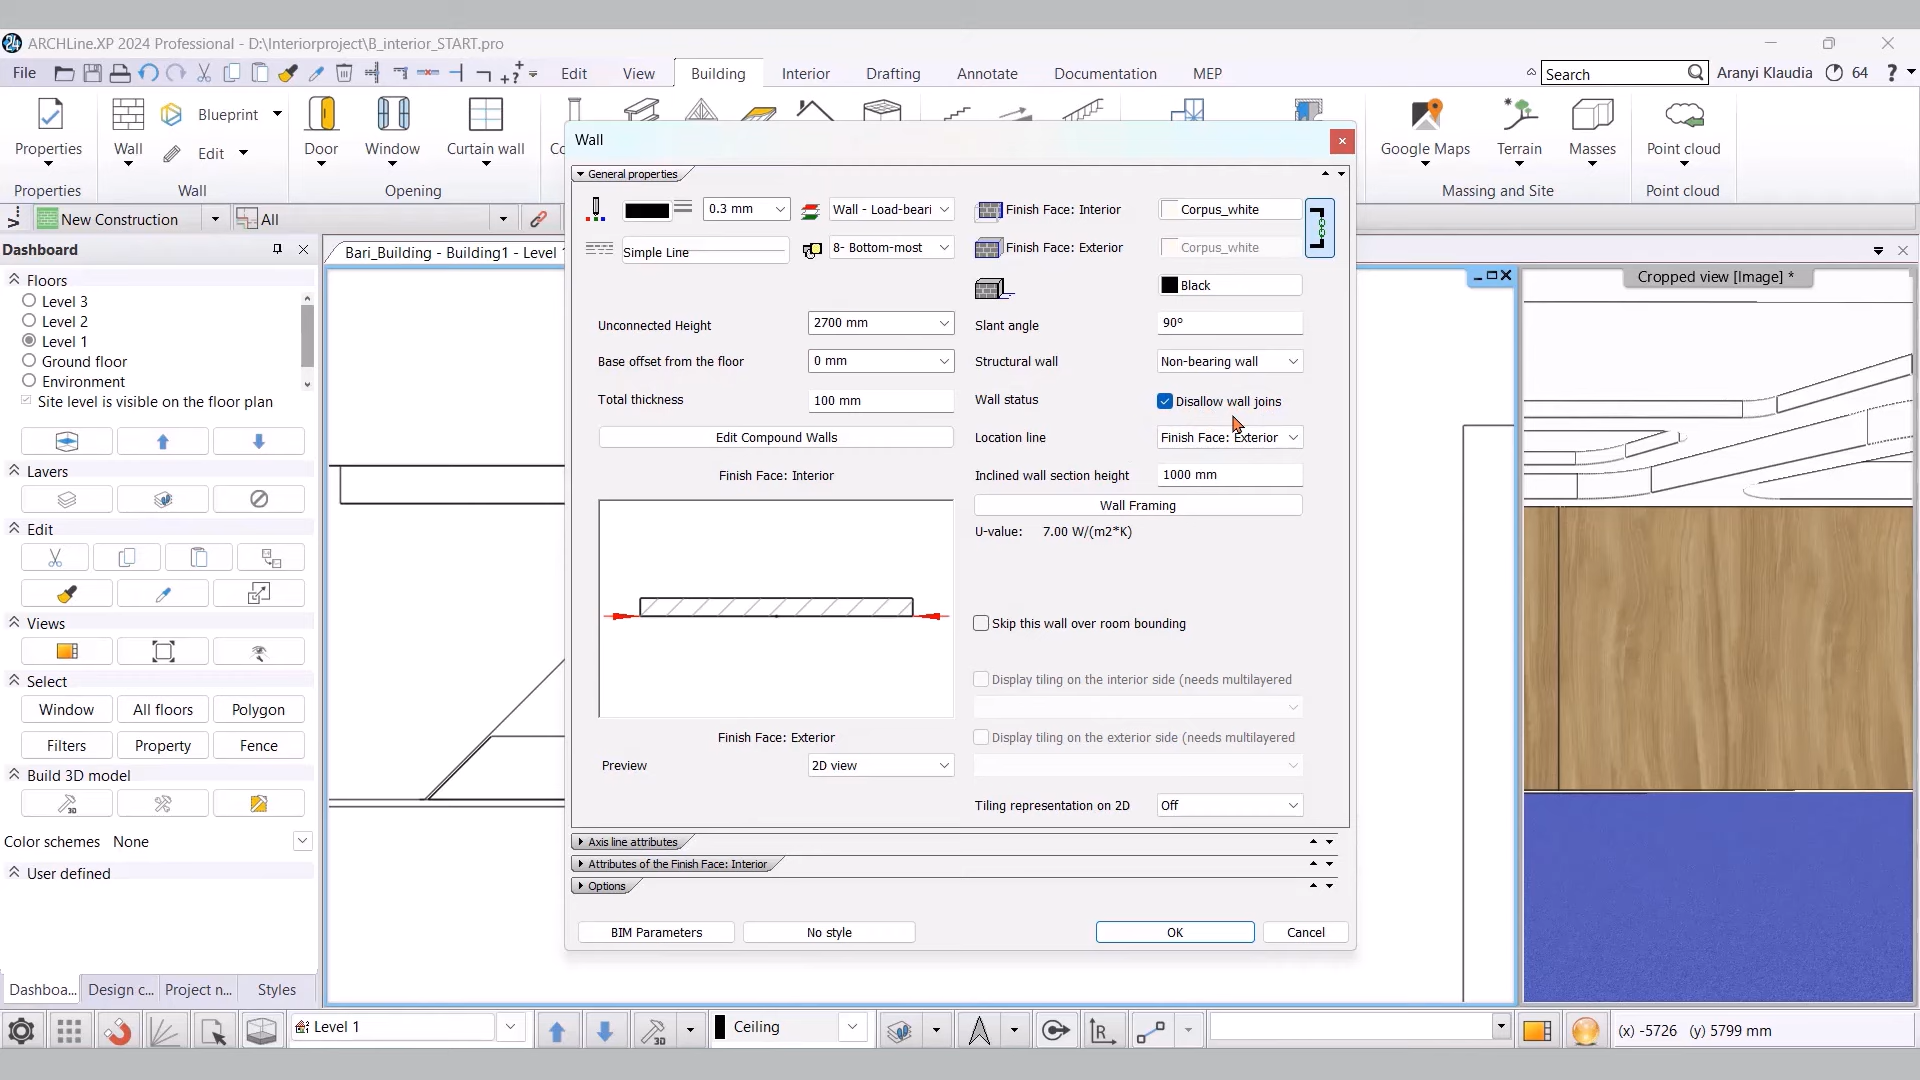 ARCHLine.XP 2024 Professional - D:\Interiorproject\B_interior_START.pro
File
Edit
View
Building
Interior
Drafting
Annotate
Documentation
MEP
Search
Aranyi Klaudia
64
?
Properties
Wall
Blueprint
Edit
Door
Window
Curtain wall
Google Maps
Terrain
Masses
Point cloud
Properties
Wall
Opening
Massing and Site
Point cloud
New Construction
All
Dashboard
Bari_Building - Building1 - Level
Cropped view [Image] *
Floors
Level 3
Level 2
Level 1
Ground floor
Environment
Site level is visible on the floor plan
Layers
Edit
Views
Select
Window
All floors
Polygon
Filters
Property
Fence
Build 3D model
Color schemes
None
User defined
Dashboa...
Design c...
Project n...
Styles
Wall
General properties
0.3 mm
Wall - Load-beari
Finish Face: Interior
Corpus_white
Simple Line
8- Bottom-most
Finish Face: Exterior
Corpus_white
Black
Unconnected Height
2700 mm
Slant angle
90°
Base offset from the floor
0 mm
Structural wall
Non-bearing wall
Total thickness
100 mm
Wall status
Disallow wall joins
Edit Compound Walls
Location line
Finish Face: Exterior
Finish Face: Interior
Inclined wall section height
1000 mm
Wall Framing
U-value:
7.00 W/(m2*K)
Skip this wall over room bounding
Display tiling on the interior side (needs multilayered
Finish Face: Exterior
Display tiling on the exterior side (needs multilayered
Preview
2D view
Tiling representation on 2D
Off
Axis line attributes
Attributes of the Finish Face: Interior
Options
BIM Parameters
No style
OK
Cancel
Level 1
Ceiling
(x) -5726 (y) 5799 mm